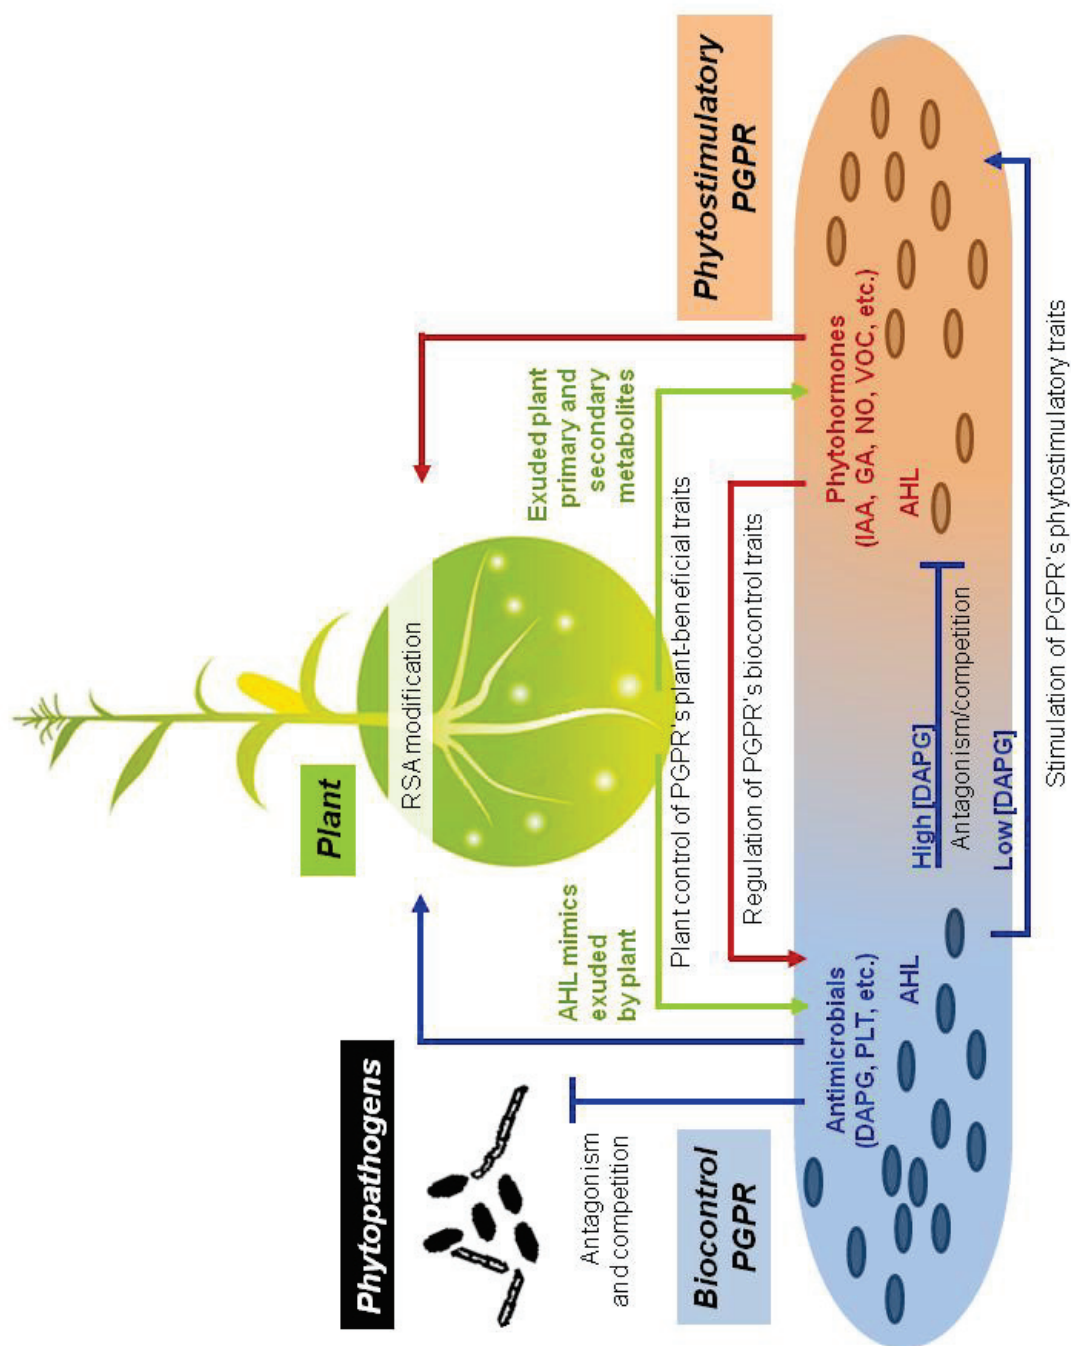 Phytopathogens
Plant
RSA modification
Antagonism
and competition
AHL mimics
exuded
by plant
Exuded plant
primary and
secondary
metabolites
Plant control of PGPR's plant-beneficial traits
Regulation of PGPR's biocontrol traits
Biocontrol
PGPR
Phytostimulatory
PGPR
Antimicrobials
(DAPG, PLT, etc.)
AHL
Phytohormones
(IAA, GA, NO, VOC, etc.)
AHL
High [DAPG]
Antagonism/competition
Low [DAPG]
Stimulation of PGPR's phytostimulatory traits